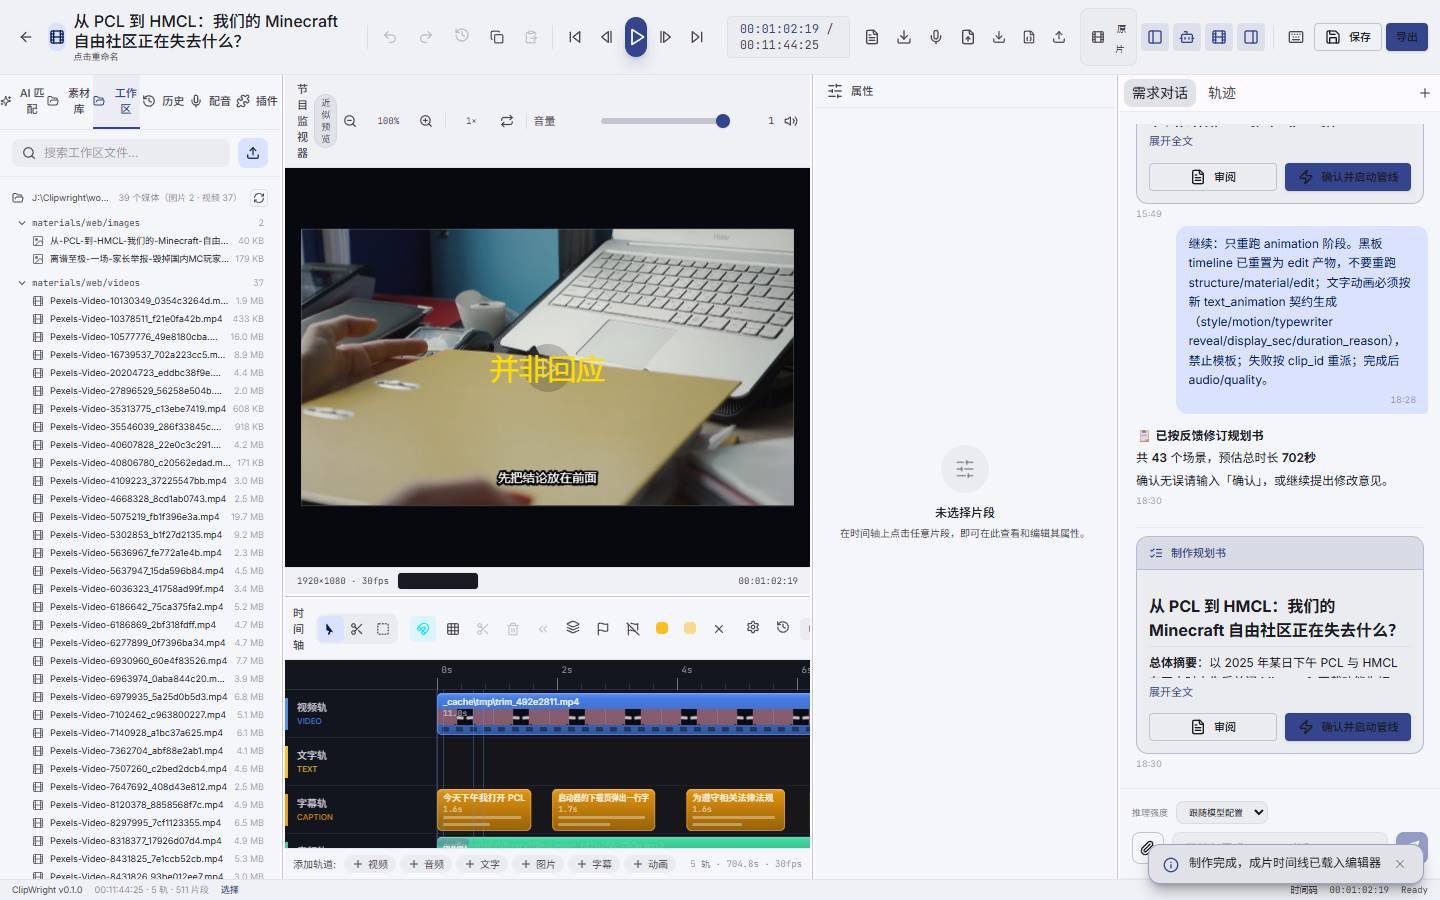 从 PCL 到 HMCL：我们的 Minecraft
自由社区正在失去什么？
点击重命名
00:01:02:19 /
00:11:44:25
原片
保存
导出
AI 匹配
素材库
工作区
历史
配音
插件
搜索工作区文件...
J:\Clipwright\wo... 39 个媒体（图片 2 · 视频 37）
materials/web/images 2
从-PCL-到-HMCL-我们的-Minecraft-自由... 40 KB
离谱至极-一场-家长举报-毁掉国内MC玩家... 179 KB
materials/web/videos 37
Pexels-Video-10130349_0354c3264d.m... 1.9 MB
Pexels-Video-10378511_f21e0fa42b.mp4 433 KB
Pexels-Video-10577776_49e8180cba.... 16.0 MB
Pexels-Video-16739537_702a223cc5.m... 8.9 MB
Pexels-Video-20204723_eddbc38f9e.... 4.4 MB
Pexels-Video-27896529_56258e504b.... 2.0 MB
Pexels-Video-35313775_c13ebe7419.mp4 608 KB
Pexels-Video-35546039_286f33845c.... 918 KB
Pexels-Video-40607828_22e0c3c291.... 4.2 MB
Pexels-Video-40806780_c20562edad.m... 171 KB
Pexels-Video-4109223_37225547bb.mp4 3.0 MB
Pexels-Video-4668328_8cd1ab0743.mp4 2.5 MB
Pexels-Video-5075219_fb1f396e3a.mp4 19.7 MB
Pexels-Video-5302853_b1f27d2135.mp4 9.2 MB
Pexels-Video-5636967_fe772a1e4b.mp4 2.3 MB
Pexels-Video-5637947_15da596b84.mp4 4.5 MB
Pexels-Video-6036323_41758ad99f.mp4 3.4 MB
Pexels-Video-6186642_75ca375fa2.mp4 5.2 MB
Pexels-Video-6186869_2bf318fdff.mp4 4.7 MB
Pexels-Video-6277899_0f7396ba34.mp4 4.7 MB
Pexels-Video-6930960_60e4f83526.mp4 7.7 MB
Pexels-Video-6963974_0aba844c20.m... 3.9 MB
Pexels-Video-6979935_5a25d0b5d3.mp4 6.8 MB
Pexels-Video-7102462_c963800227.mp4 5.1 MB
Pexels-Video-7140928_a1bc37a625.mp4 6.1 MB
Pexels-Video-7362704_abf88e2ab1.mp4 4.1 MB
Pexels-Video-7507260_c2bed2dcb4.mp4 4.6 MB
Pexels-Video-7647692_408d43e812.mp4 2.5 MB
Pexels-Video-8120378_8858568f7c.mp4 4.9 MB
Pexels-Video-8297995_7cf1123355.mp4 6.5 MB
Pexels-Video-8318377_17926d07d4.mp4 4.9 MB
Pexels-Video-8431825_7e1ccb52cb.mp4 5.3 MB
Pexels-Video-8431826_93be012ee7.mp4 3.0 MB
节目监视器
近似预览
100%
1×
音量
1
并非回应
先把结论放在前面
1920×1080 · 30fps
00:01:02:19
时间轴
0s 2s 4s 6s
视频轨
VIDEO
_cache\tmp\trim_492e2811.mp4
文字轨
TEXT
字幕轨
CAPTION
今天下午我打开 PCL
1.6s
启动器的下载页弹出一行字
1.7s
为遵守相关法律法规
1.6s
添加轨道:
视频
音频
文字
图片
字幕
动画
5 轨 · 704.8s · 30fps
属性
未选择片段
在时间轴上点击任意片段，即可在此查看和编辑其属性。
需求对话
轨迹
展开全文
审阅
确认并启动管线
15:49
继续：只重跑 animation 阶段。黑板
timeline 已重置为 edit 产物，不要重跑
structure/material/edit；文字动画必须按
新 text_animation 契约生成
（style/motion/typewriter
reveal/display_sec/duration_reason），
禁止模板；失败按 clip_id 重派；完成后
audio/quality。
18:28
📋 已按反馈修订规划书
共 43 个场景，预估总时长 702秒
确认无误请输入「确认」，或继续提出修改意见。
18:30
制作规划书
从 PCL 到 HMCL：我们的
Minecraft 自由社区正在失去什么？
总体摘要：以 2025 年某日下午 PCL 与 HMCL
展开全文
审阅
确认并启动管线
18:30
推理强度
跟随模型配置
制作完成，成片时间线已载入编辑器
ClipWright v0.1.0 00:11:44:25 · 5 轨 · 511 片段 选择
时间码 00:01:02:19 Ready